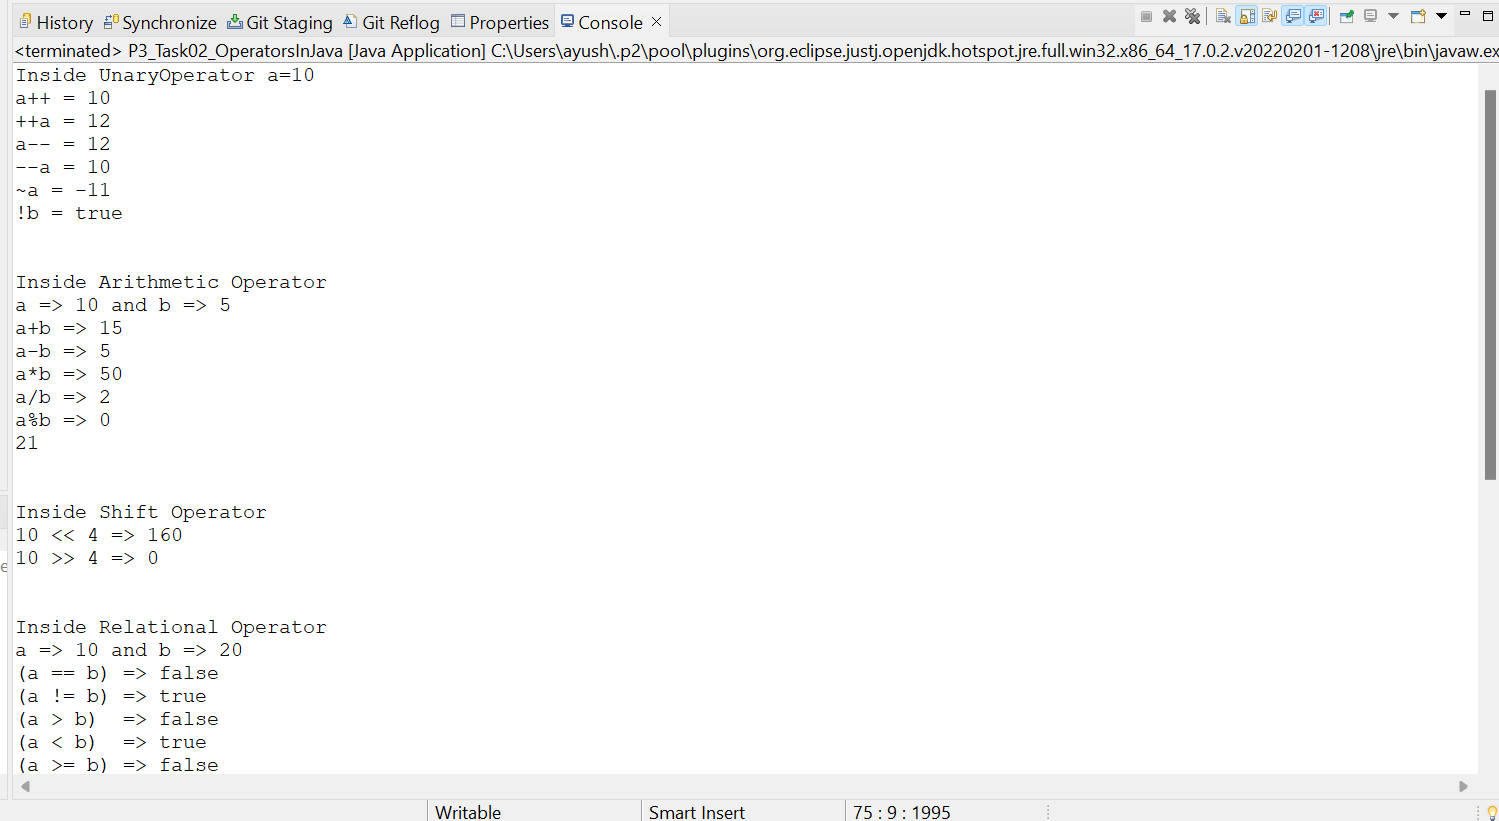 History Synchronize Git Staging Git Reflog Properties Console
<terminated> P3_Task02_OperatorsInJava [Java Application] C:\Users\ayush\.p2\pool\plugins\org.eclipse.justj.openjdk.hotspot.jre.full.win32.x86_64_17.0.2.v20220201-1208\jre\bin\javaw.ex
Inside UnaryOperator a=10
a++ = 10
++a = 12
a-- = 12
--a = 10
~a = -11
!b = true
Inside Arithmetic Operator
a => 10 and b => 5
a+b => 15
a-b => 5
a*b => 50
a/b => 2
a%b => 0
21
Inside Shift Operator
10 << 4 => 160
10 >> 4 => 0
Inside Relational Operator
a => 10 and b => 20
(a == b) => false
(a != b) => true
(a > b)  => false
(a < b)  => true
(a >= b) => false
Writable Smart Insert 75 : 9 : 1995